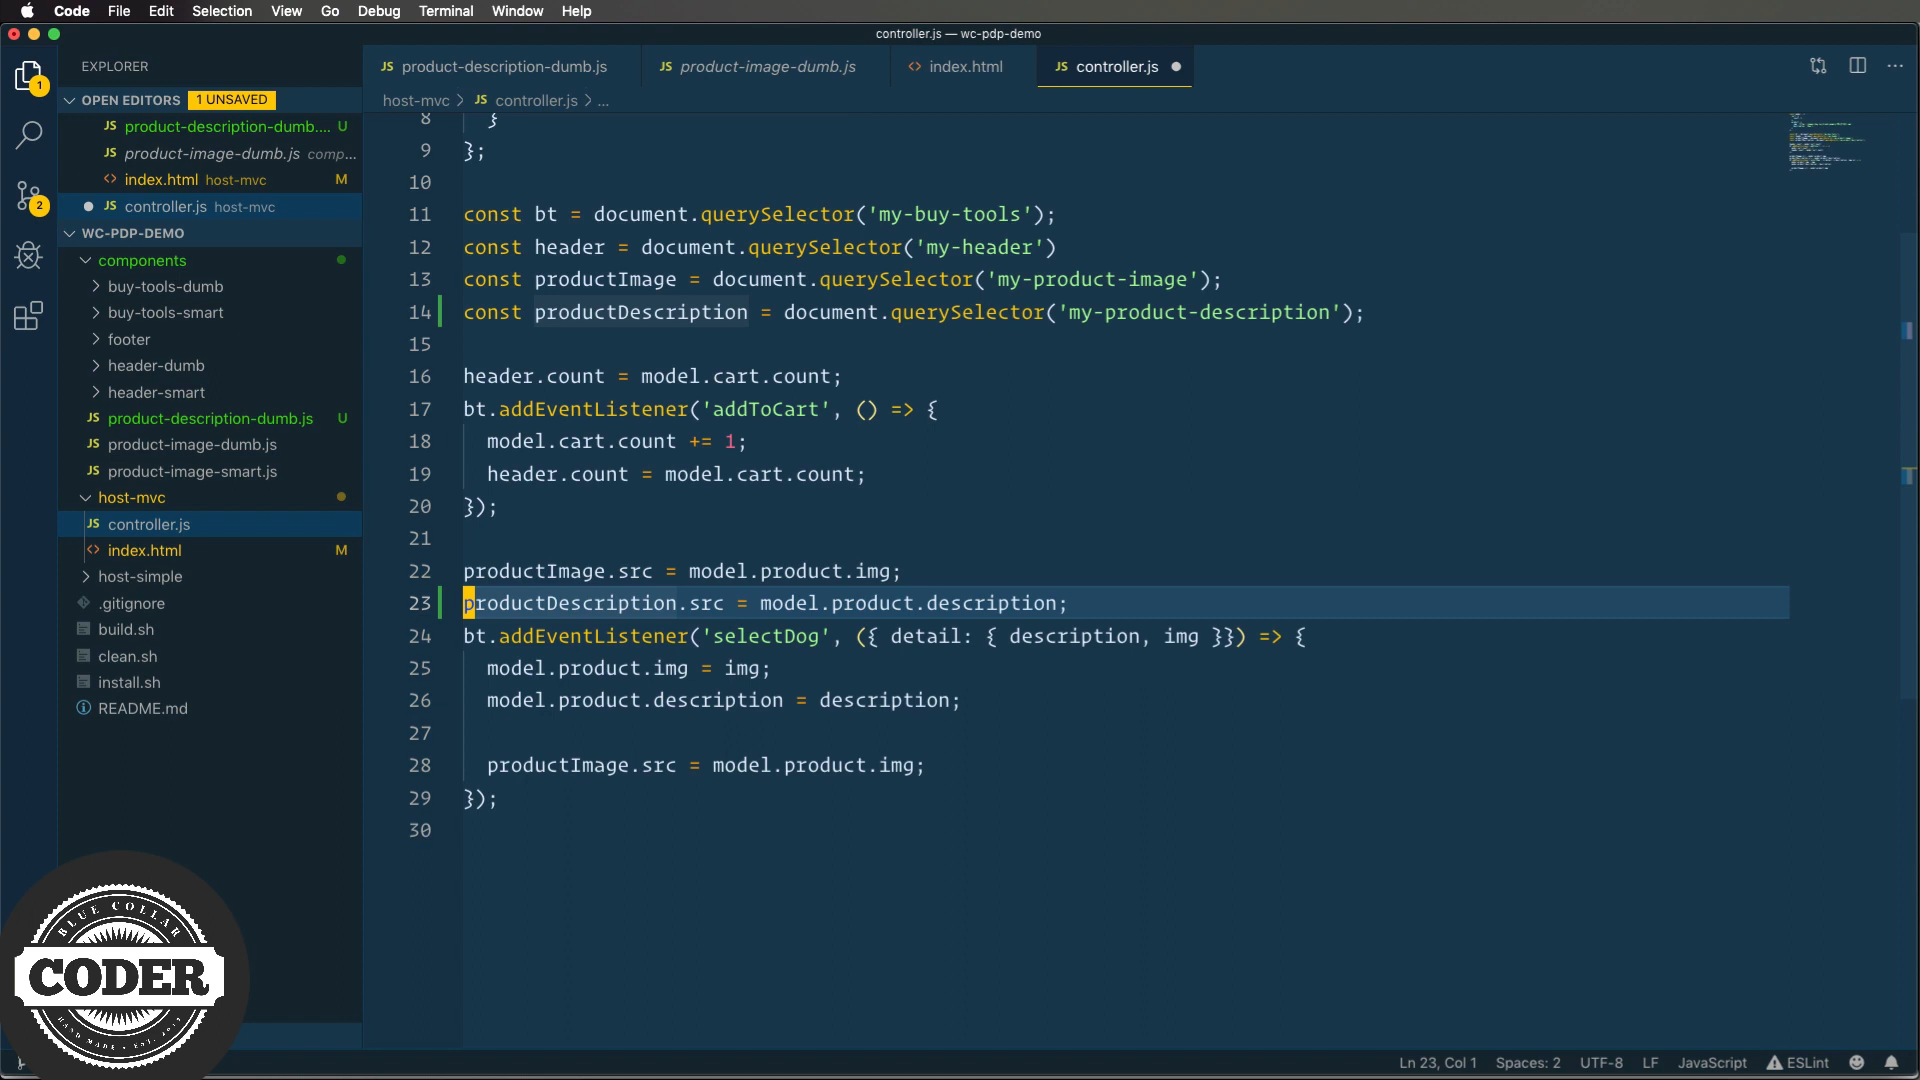 Code File Edit Selection View Go Debug Terminal Window Help
controller.js — wc-pdp-demo
EXPLORER
OPEN EDITORS 1 UNSAVED
JS product-description-dumb.... U
JS product-image-dumb.js comp...
<> index.html host-mvc M
JS controller.js host-mvc
WC-PDP-DEMO
components
buy-tools-dumb
buy-tools-smart
footer
header-dumb
header-smart
JS product-description-dumb.js U
JS product-image-dumb.js
JS product-image-smart.js
host-mvc
JS controller.js
<> index.html M
host-simple
.gitignore
build.sh
clean.sh
install.sh
README.md
1
2
JS product-description-dumb.js
JS product-image-dumb.js
<> index.html
JS controller.js
host-mvc > JS controller.js > ...
8 }
9 };
10
11 const bt = document.querySelector('my-buy-tools');
12 const header = document.querySelector('my-header')
13 const productImage = document.querySelector('my-product-image');
14 const productDescription = document.querySelector('my-product-description');
15
16 header.count = model.cart.count;
17 bt.addEventListener('addToCart', () => {
18 model.cart.count += 1;
19 header.count = model.cart.count;
20 });
21
22 productImage.src = model.product.img;
23 productDescription.src = model.product.description;
24 bt.addEventListener('selectDog', ({ detail: { description, img }}) => {
25 model.product.img = img;
26 model.product.description = description;
27
28 productImage.src = model.product.img;
29 });
30
BLUE COLLAR
CODER
HAND MADE • EST. 2013
Ln 23, Col 1 Spaces: 2 UTF-8 LF JavaScript ESLint